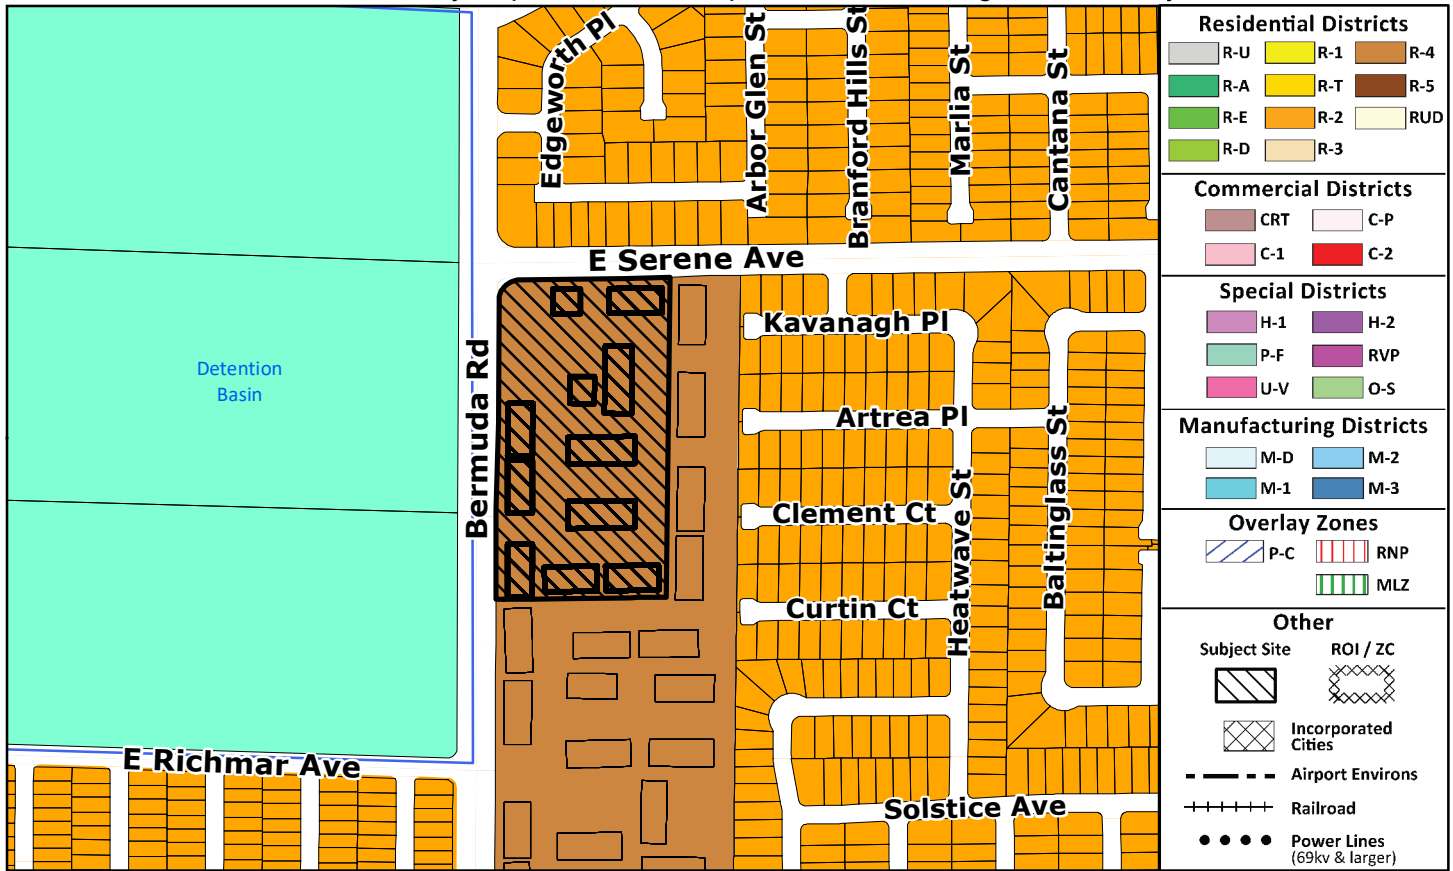 Edgeworth Pl
Arbor Glen St
Branford Hills St
Marlia St
Cantana St
E Serene Ave
Detention
Basin
Bermuda Rd
Kavanagh Pl
Artrea Pl
Clement Ct
Curtin Ct
Heatwave St
Baltinglass St
E Richmar Ave
Solstice Ave
Residential Districts
R-U R-1 R-4
R-A R-T R-5
R-E R-2 RUD
R-D R-3
Commercial Districts
CRT C-P
C-1 C-2
Special Districts
H-1 H-2
P-F RVP
U-V O-S
Manufacturing Districts
M-D M-2
M-1 M-3
Overlay Zones
P-C RNP
MLZ
Other
Subject Site ROI / ZC
Incorporated
Cities
Airport Environs
Railroad
Power Lines
(69kv & larger)